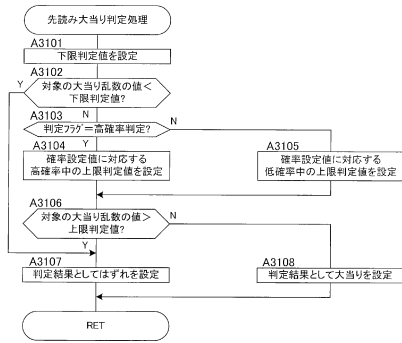 先読み大当り判定処理
A3101
下限判定値を設定
A3102
Y
対象の大当り乱数の値<
下限判定値?
N
A3103
判定フラグ=高確率判定?
N
Y
A3104
確率設定値に対応する
高確率中の上限判定値を設定
A3105
確率設定値に対応する
低確率中の上限判定値を設定
A3106
対象の大当り乱数の値>
上限判定値?
N
Y
A3107
判定結果としてはずれを設定
A3108
判定結果として大当りを設定
RET